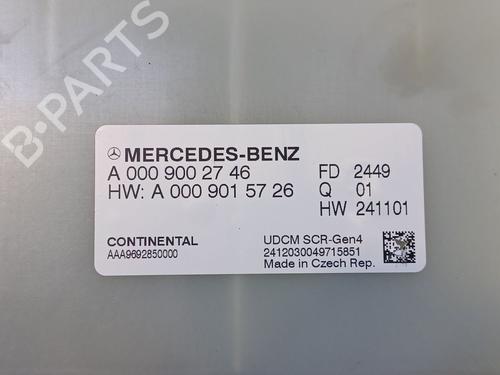 B-PARTS
MERCEDES-BENZ
A 000 900 27 46 FD 2449
HW: A 000 901 57 26 Q 01
HW 241101
CONTINENTAL UDCM SCR-Gen4
AAA9692850000 2412030049715851
Made in Czech Rep.